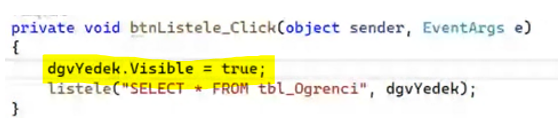 private void btnListele_Click(object sender, EventArgs e)
{
dgvYedek.Visible = true;
listele("SELECT * FROM tbl_Ogrenci", dgvYedek);
}